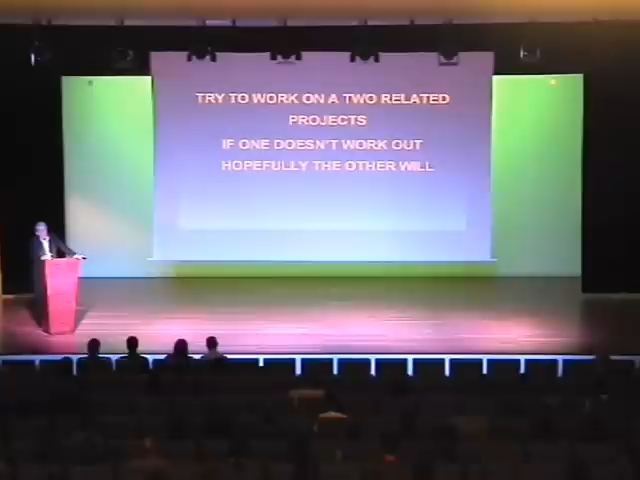 TRY TO WORK ON A TWO RELATED
PROJECTS
IF ONE DOESN'T WORK OUT
HOPEFULLY THE OTHER WILL